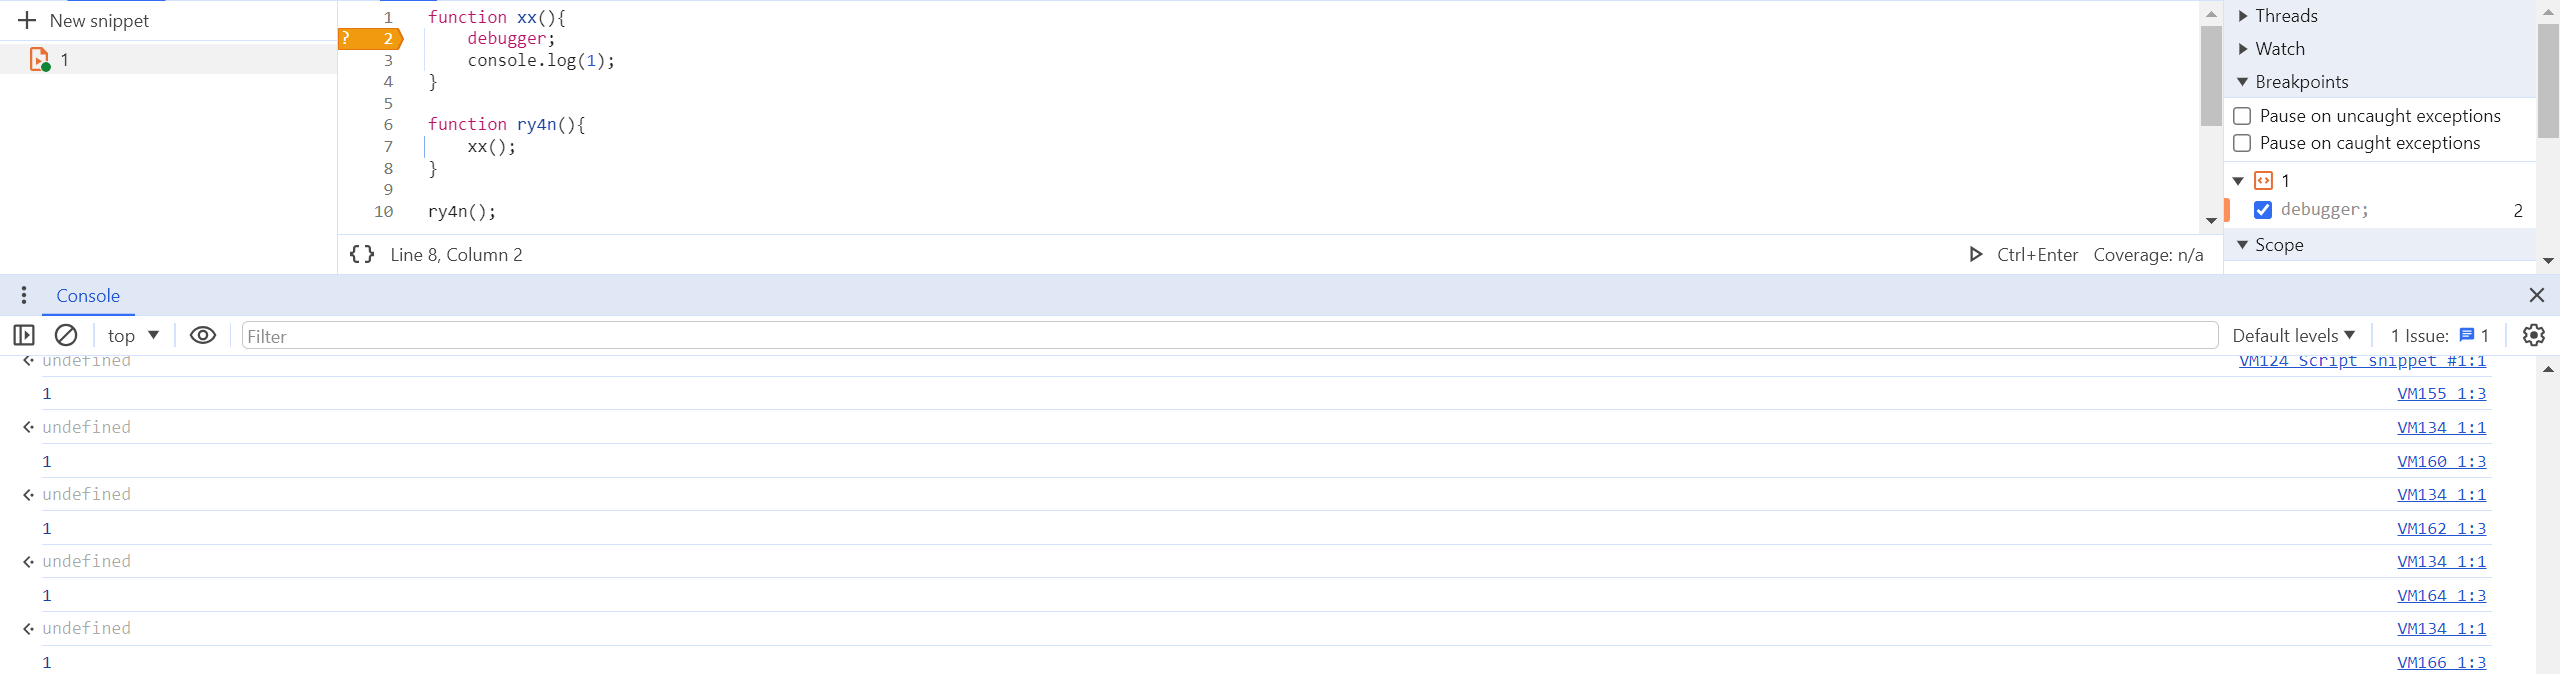 New snippet
1
1 function xx(){
? 2 debugger;
3 console.log(1);
4 }
5
6 function ry4n(){
7 xx();
8 }
9
10 ry4n();
{} Line 8, Column 2 Ctrl+Enter Coverage: n/a
Threads
Watch
Breakpoints
Pause on uncaught exceptions
Pause on caught exceptions
1
debugger; 2
Scope
Console
top Filter Default levels 1 Issue: 1
undefined VM124 Script snippet #1:1
1 VM155 1:3
undefined VM134 1:1
1 VM160 1:3
undefined VM134 1:1
1 VM162 1:3
undefined VM134 1:1
1 VM164 1:3
undefined VM134 1:1
1 VM166 1:3